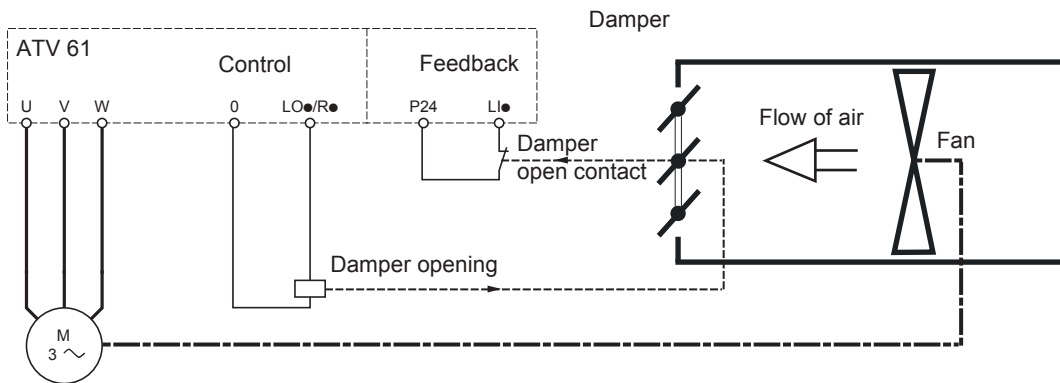 Damper
ATV 61
Control
Feedback
U V W 0 LO●/R● P24 LI●
Flow of air
Fan
Damper
open contact
Damper opening
M
3 ~